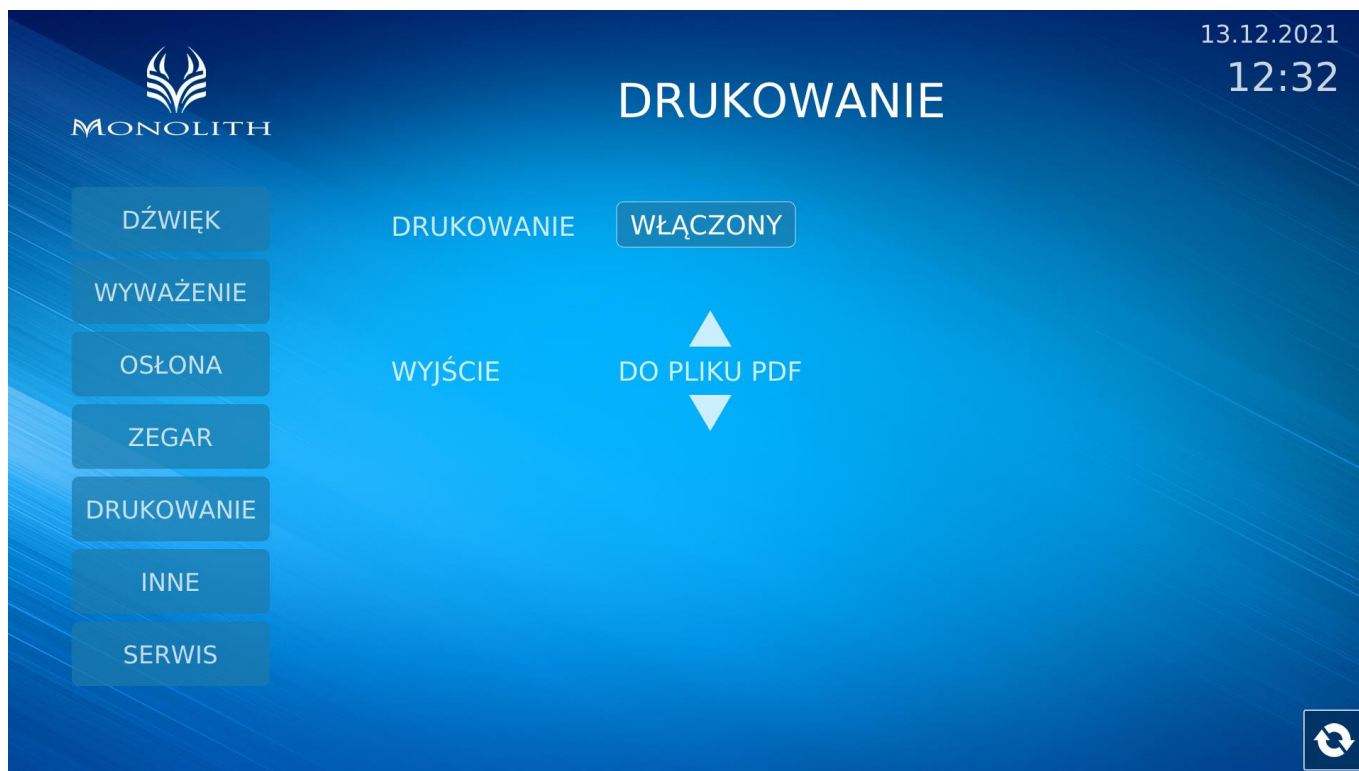 13.12.2021
12:32
MONOLITH
DRUKOWANIE
DŹWIĘK
WYWAŻENIE
OSŁONA
ZEGAR
DRUKOWANIE
INNE
SERWIS
DRUKOWANIE WŁĄCZONY
WYJŚCIE DO PLIKU PDF